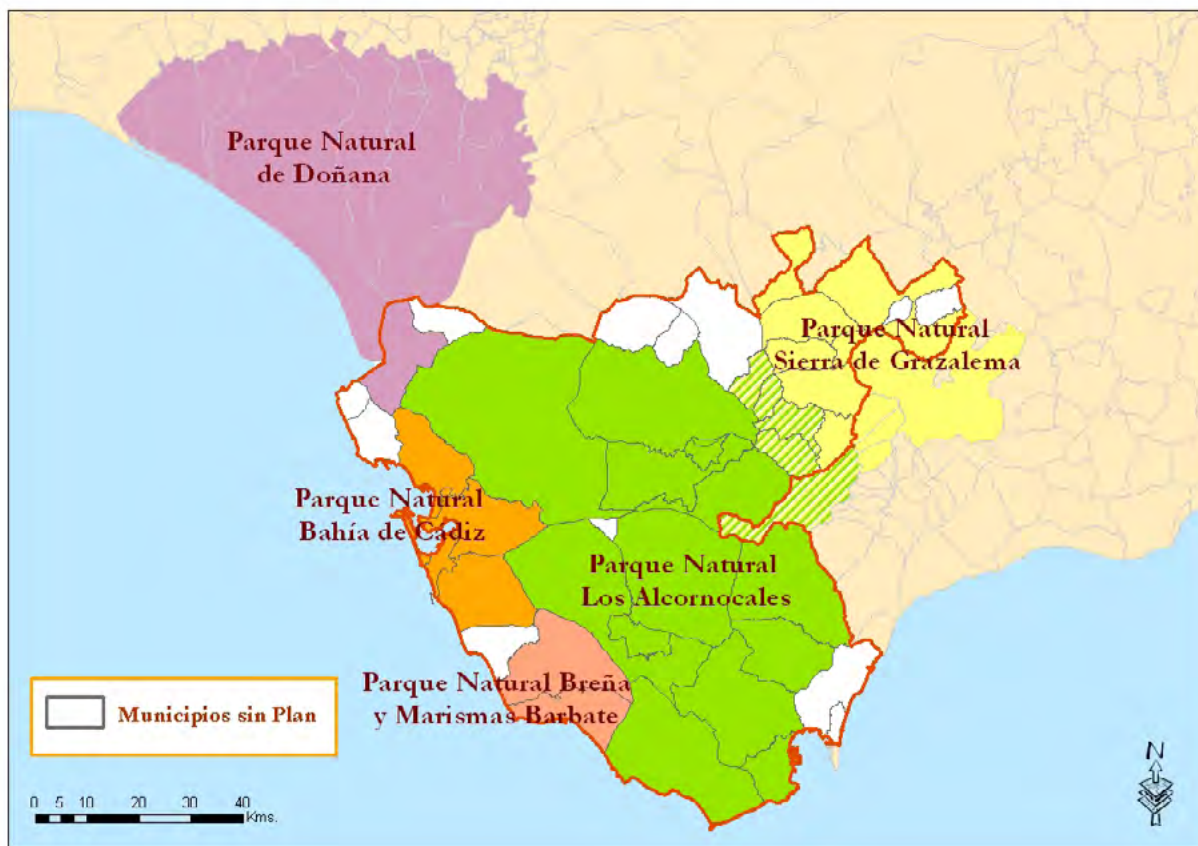 Parque Natural
de Doñana
Parque Natural
Sierra de Grazalema
Parque Natural
Bahía de Cádiz
Parque Natural
Los Alcornocales
Parque Natural Breña
y Marismas Barbate
Municipios sin Plan
0 5 10 20 30 40
Kms.
N